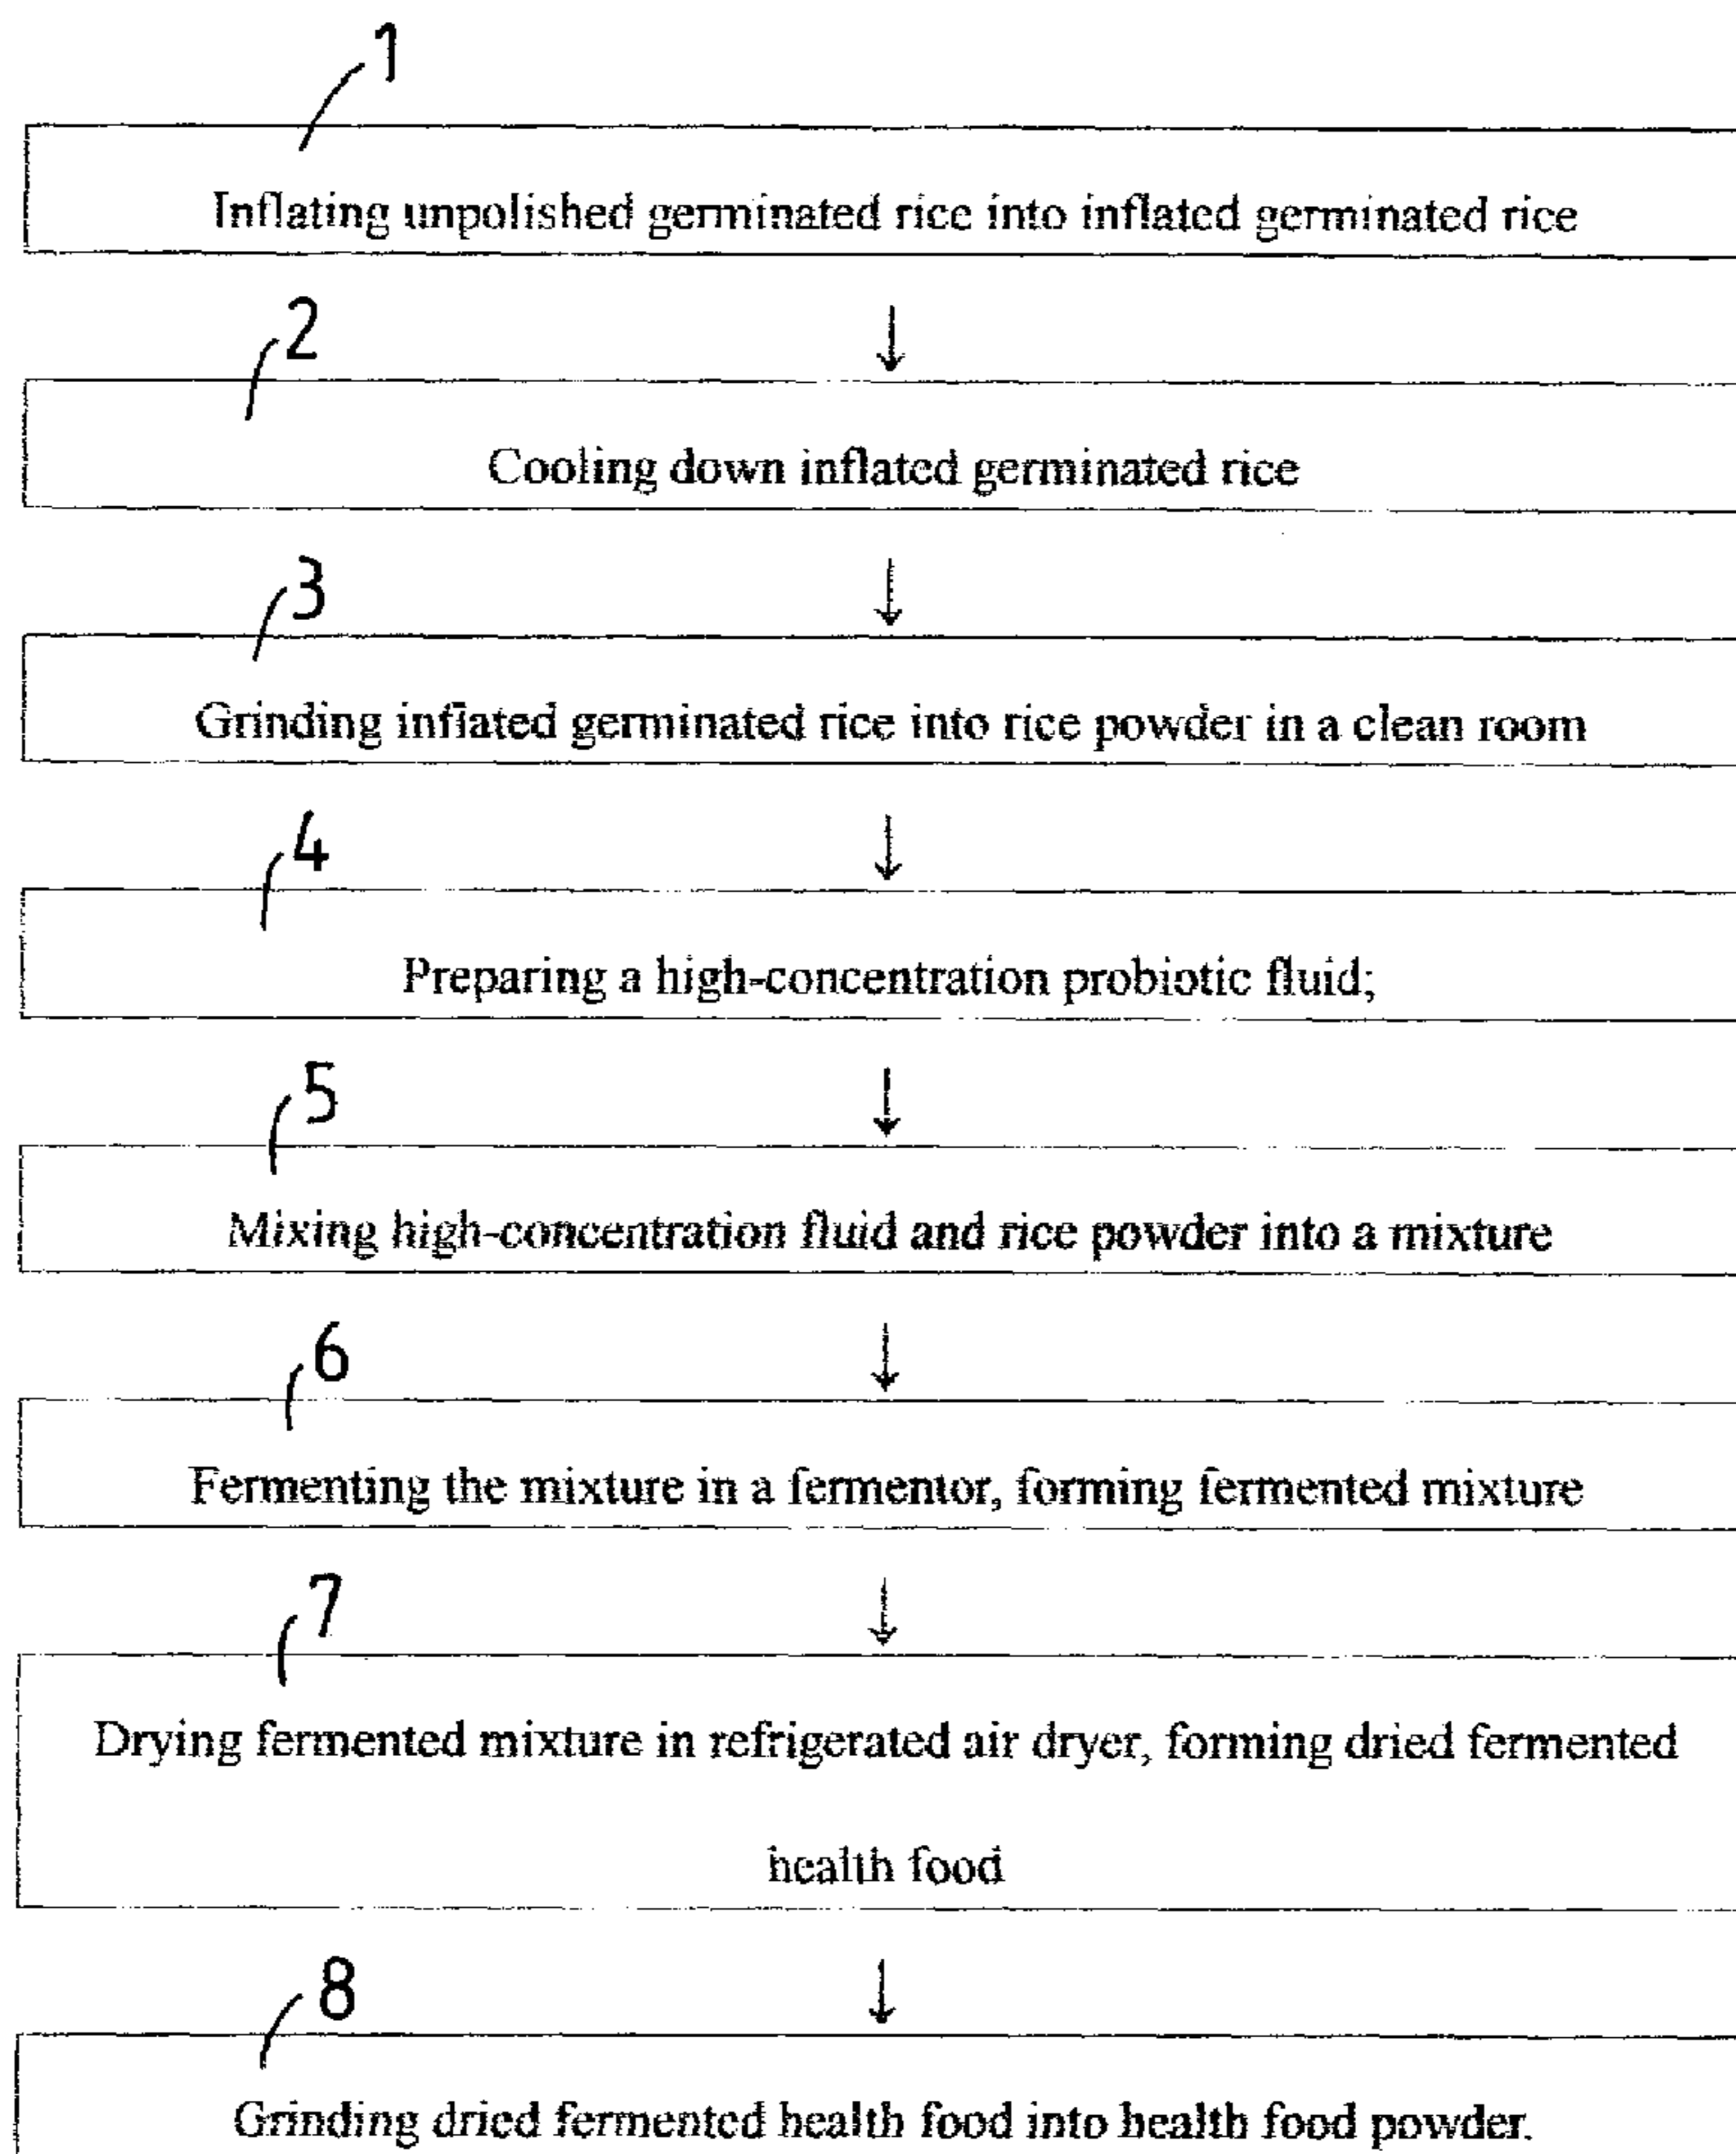 1
Inflating unpolished germinated rice into inflated germinated rice
2
Cooling down inflated germinated rice
3
Grinding inflated germinated rice into rice powder in a clean room
4
Preparing a high-concentration probiotic fluid;
5
Mixing high-concentration fluid and rice powder into a mixture
6
Fermenting the mixture in a fermentor, forming fermented mixture
7
Drying fermented mixture in refrigerated air dryer, forming dried fermented
health food
8
Grinding dried fermented health food into health food powder.